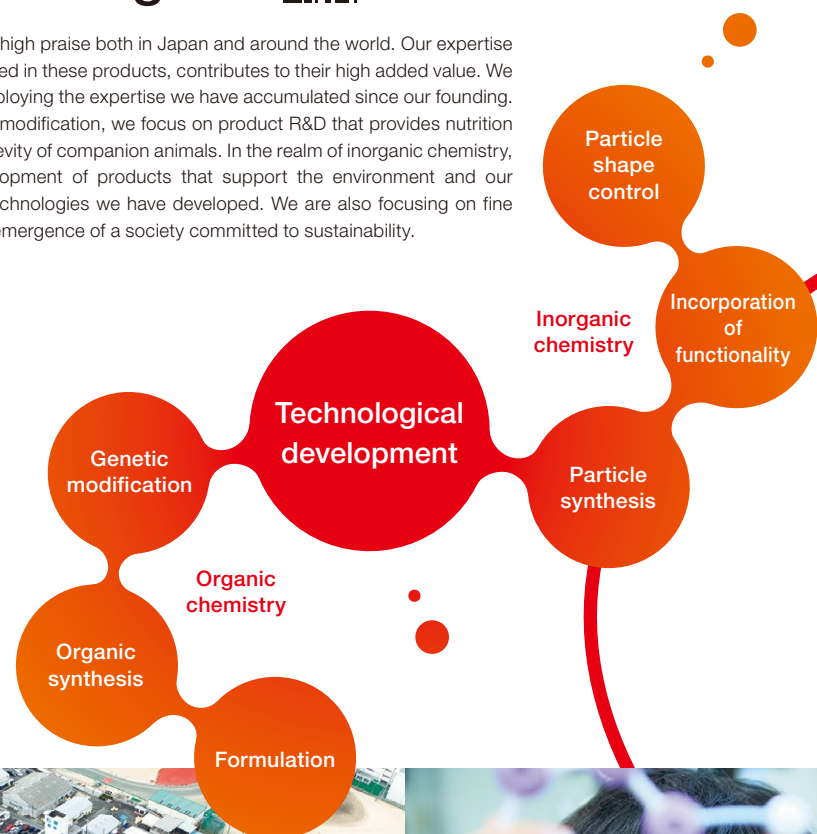 high praise both in Japan and around the world. Our expertise
ed in these products, contributes to their high added value. We
ploying the expertise we have accumulated since our founding.
modification, we focus on product R&D that provides nutrition
evity of companion animals. In the realm of inorganic chemistry,
opment of products that support the environment and our
chnologies we have developed. We are also focusing on fine
emergence of a society committed to sustainability.
Particle
shape
control
Incorporation
of
functionality
Inorganic
chemistry
Technological
development
Particle
synthesis
Genetic
modification
Organic
chemistry
Organic
synthesis
Formulation